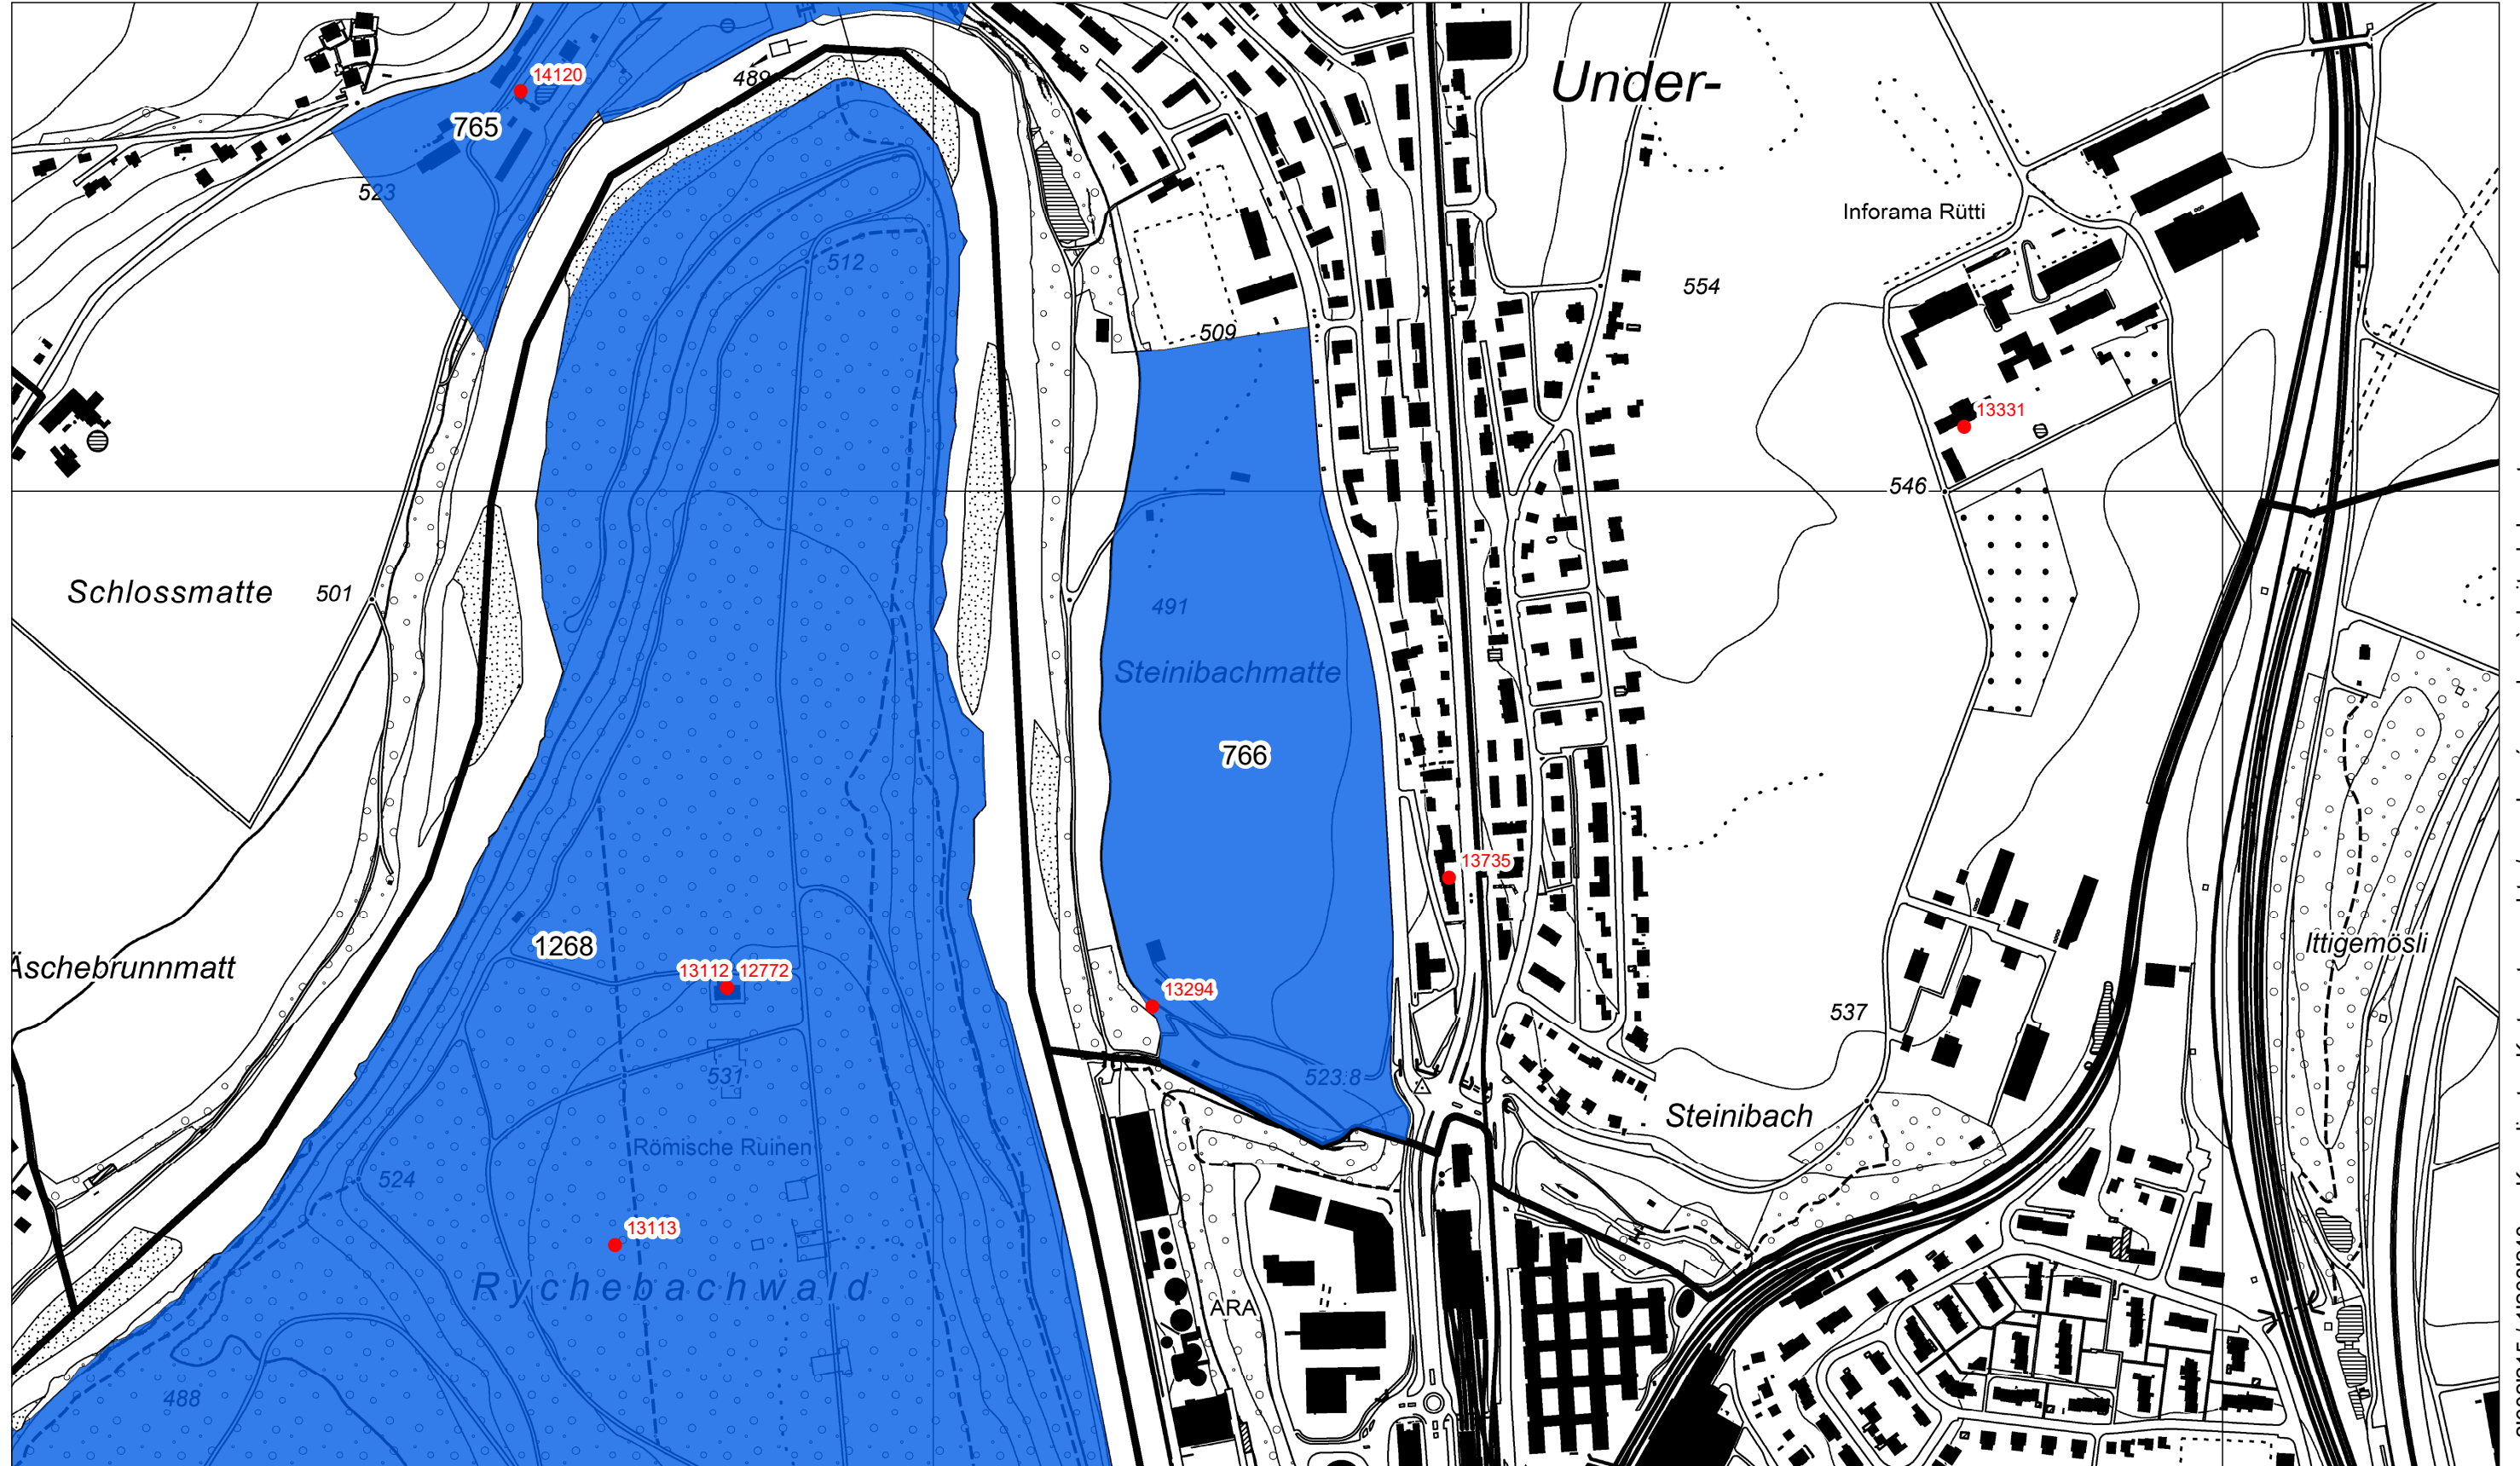 14120
489
Under-
765
523
Inforama Rütti
512
554
509
13331
546
Schlossmatte
501
491
Steinibachmatte
766
13735
1268
Ittigemösli
Äschebrunnmatt
13112
12772
13294
537
531
523.8
Steinibach
Römische Ruinen
524
13113
Rychebachwald
ARA
488